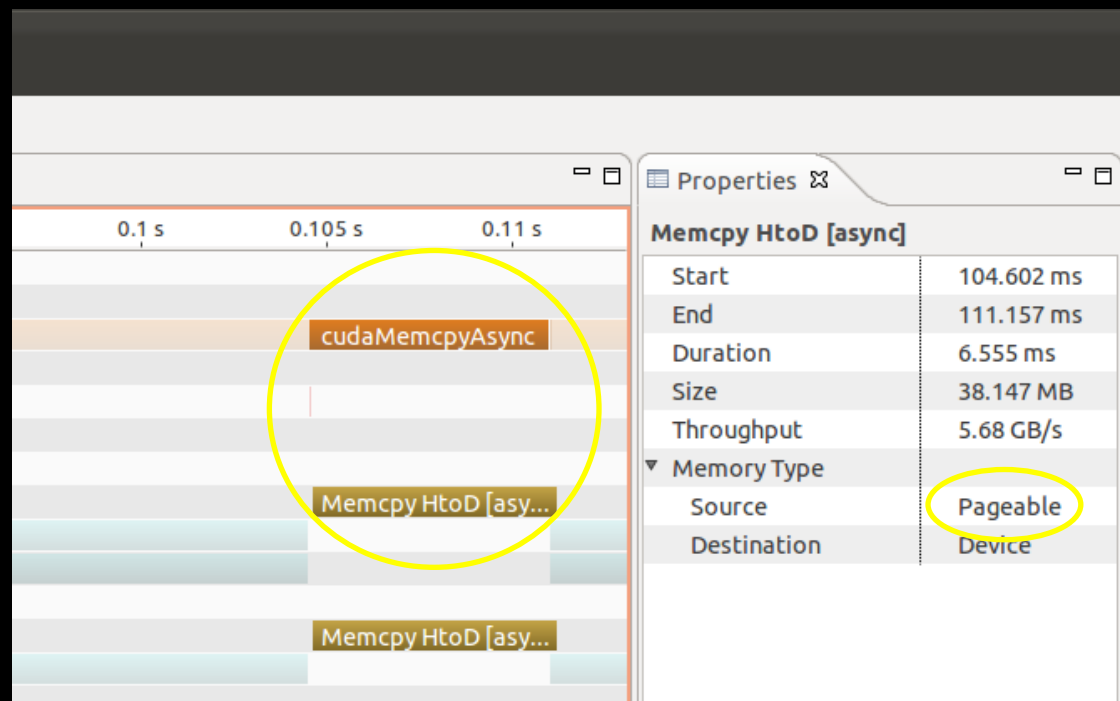 0.1 s 0.105 s 0.11 s
cudaMemcpyAsync
Memcpy HtoD [asy...
Memcpy HtoD [asy...
Properties
Memcpy HtoD [async]
Start 104.602 ms
End 111.157 ms
Duration 6.555 ms
Size 38.147 MB
Throughput 5.68 GB/s
Memory Type
Source Pageable
Destination Device